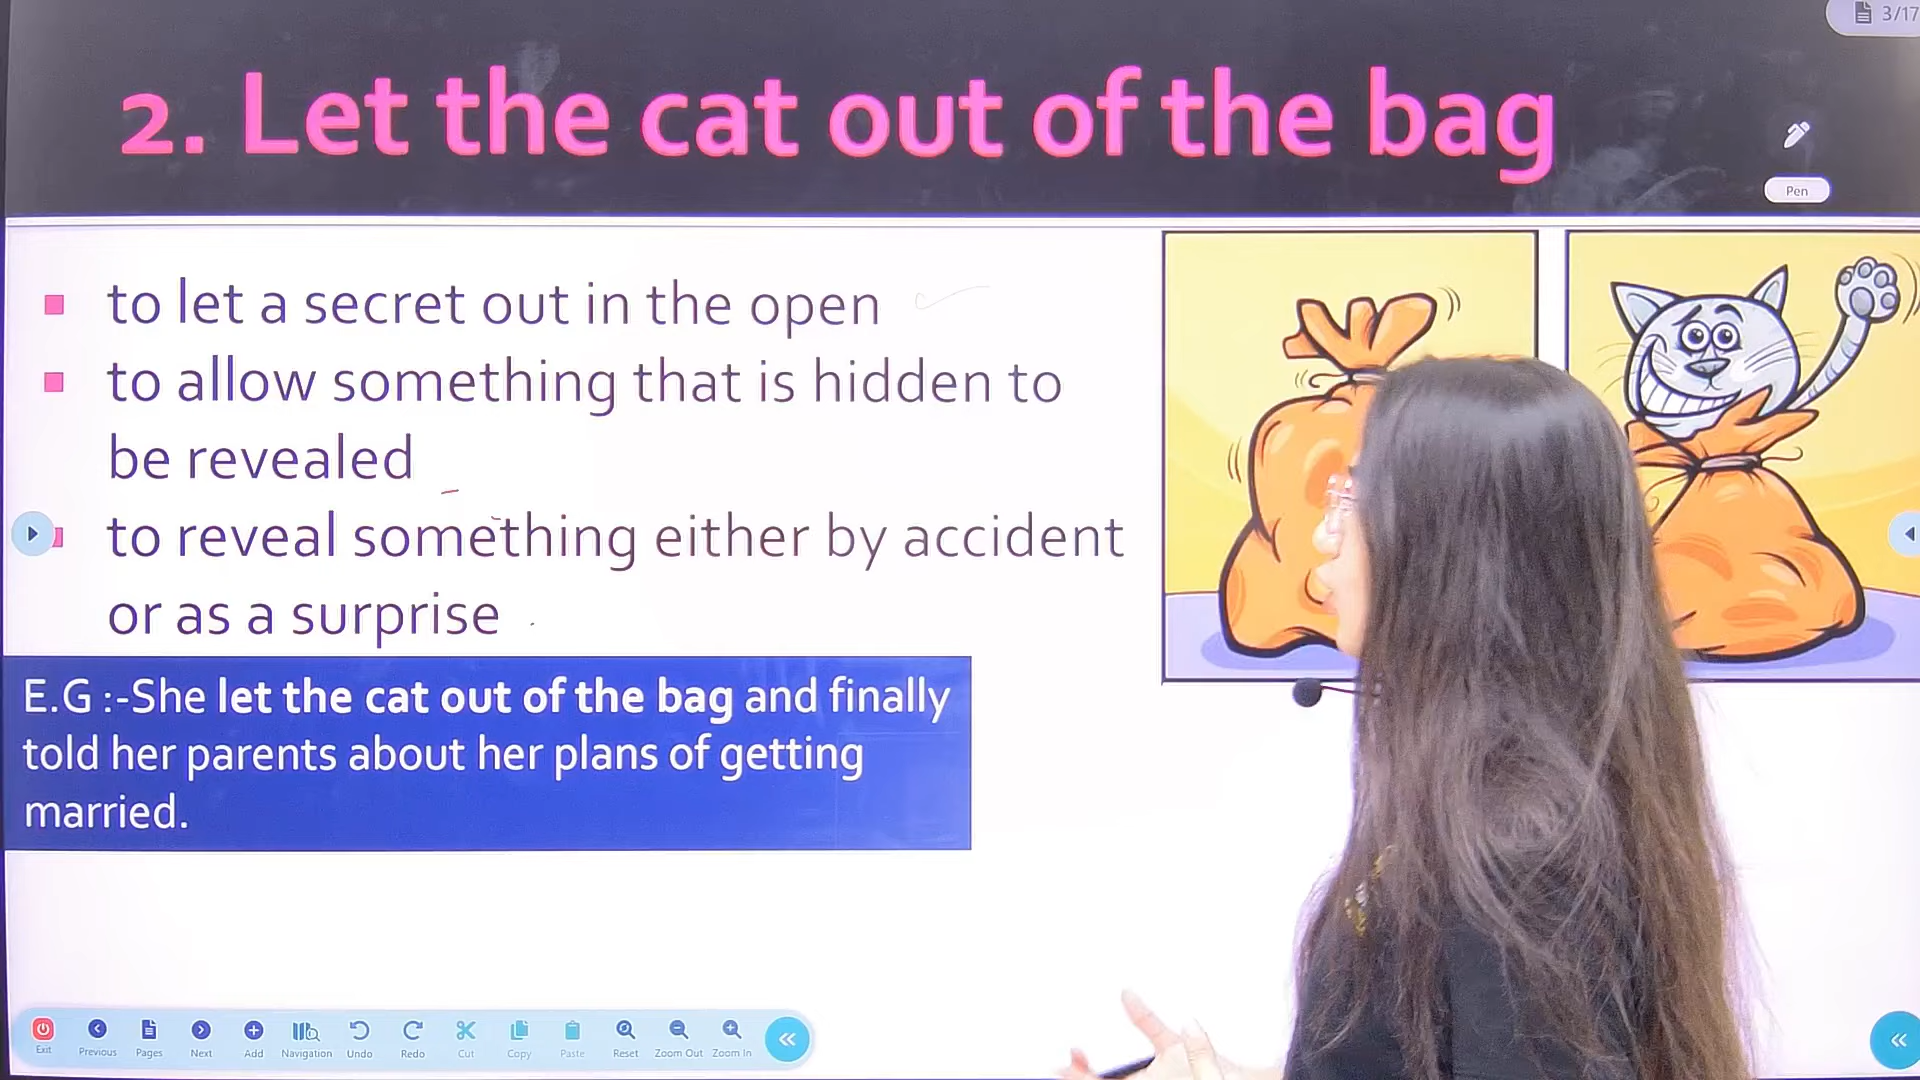 3/17
2. Let the cat out of the bag
Pen
to let a secret out in the open
to allow something that is hidden to
be revealed
to reveal something either by accident
or as a surprise
E.G :-She let the cat out of the bag and finally
told her parents about her plans of getting
married.
Exit Previous Pages Next Add Navigation Undo Redo Cut Copy Paste Reset Zoom Out Zoom In